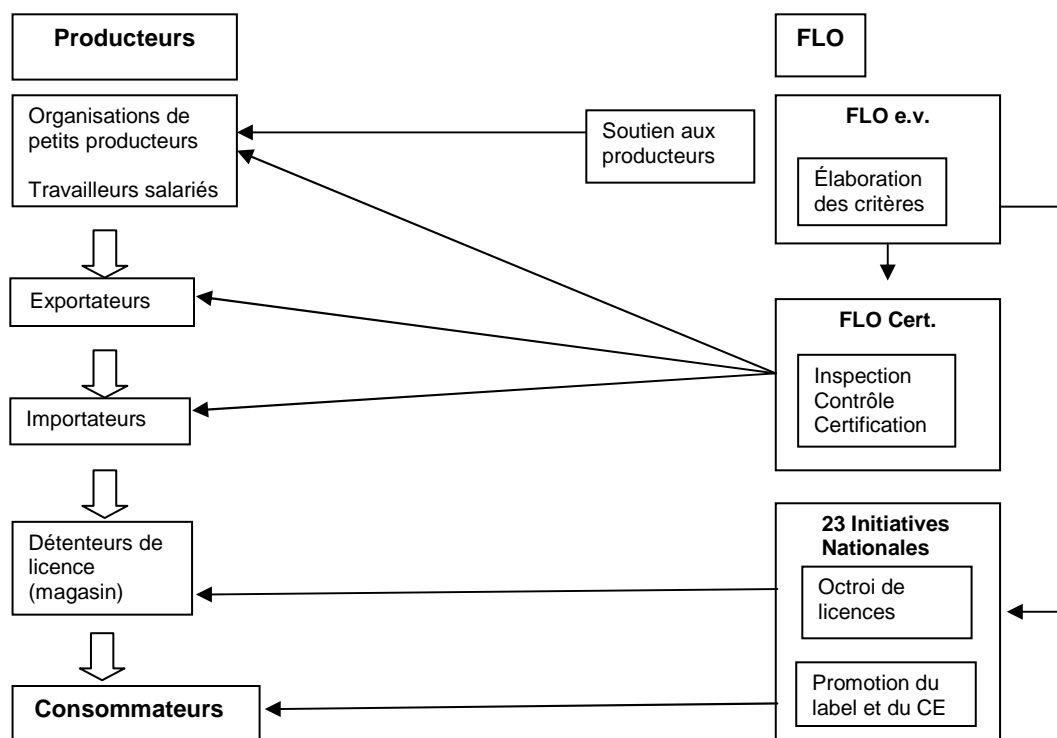 Producteurs
FLO
Organisations de
petits producteurs
Travailleurs salariés
Soutien aux
producteurs
FLO e.v.
Élaboration
des critères
Exportateurs
FLO Cert.
Inspection
Contrôle
Certification
Importateurs
Détenteurs de
licence
(magasin)
23 Initiatives
Nationales
Octroi de
licences
Promotion du
label et du CE
Consommateurs